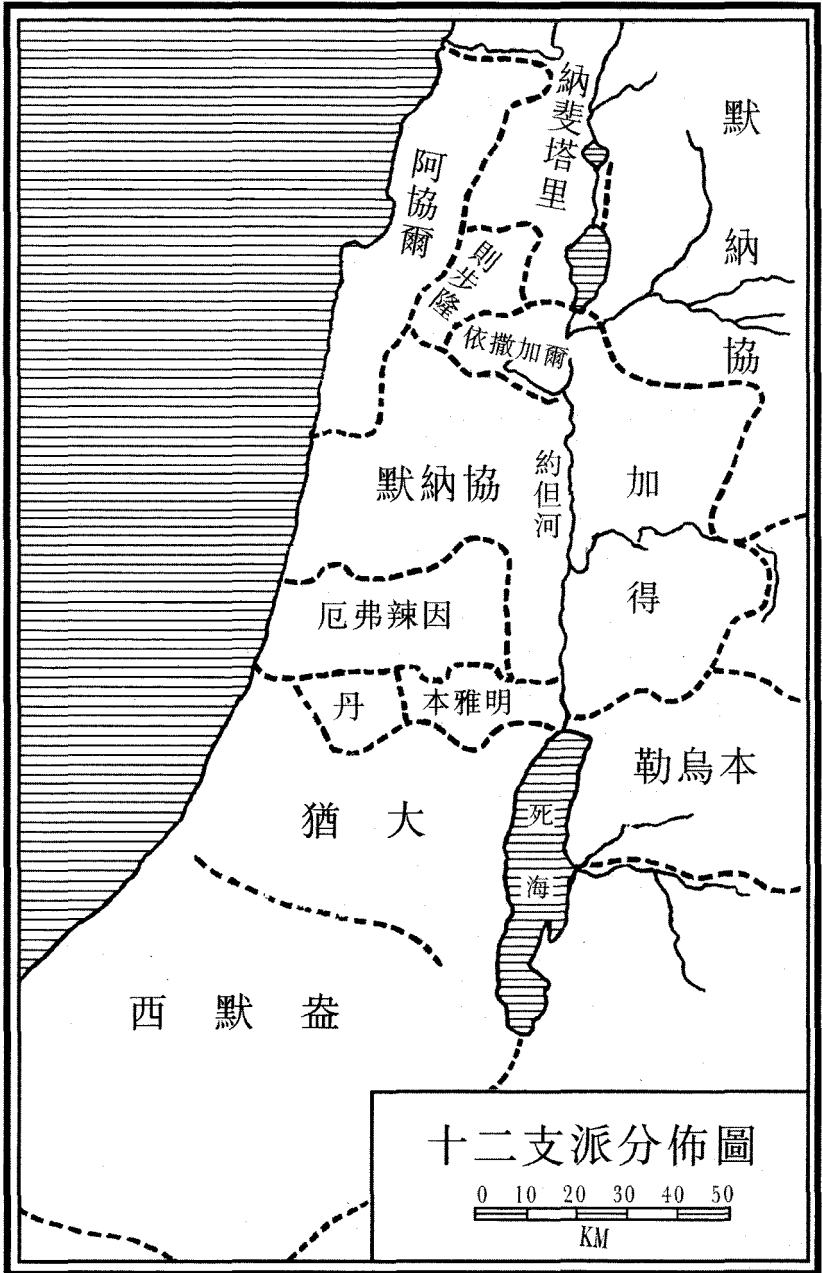 納斐塔里
默納協
阿協爾
則步隆
依撒加爾
默納協
約但河
加得
厄弗辣因
丹
本雅明
勒烏本
猶大
死海
西默盎
十二支派分佈圖
0 10 20 30 40 50
KM